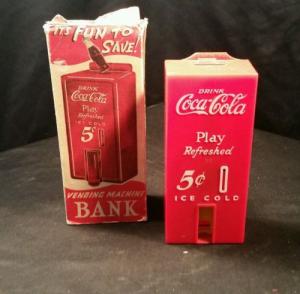 IT'S FUN TO
SAVE!
DRINK
Coca-Cola
Play
Refreshed
ICE COLD
5¢
VENDING MACHINE
BANK
DRINK
Coca-Cola
Play
Refreshed
5¢
ICE COLD